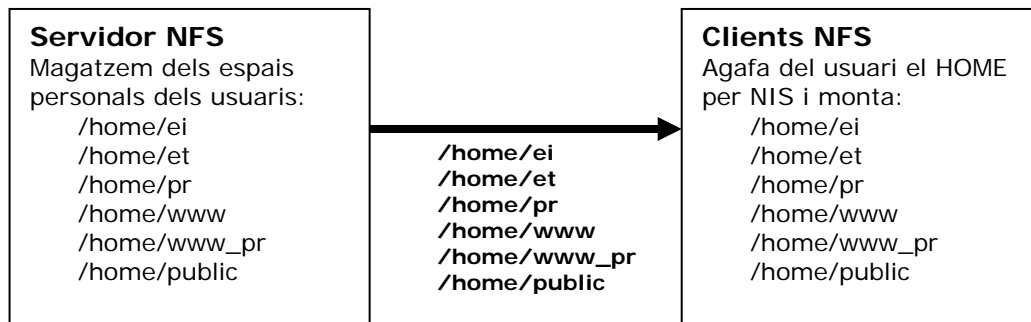 Servidor NFS
Magatzem dels espais
personals dels usuaris:
/home/ei
/home/et
/home/pr
/home/www
/home/www_pr
/home/public
/home/ei
/home/et
/home/pr
/home/www
/home/www_pr
/home/public
Clients NFS
Agafa del usuari el HOME
per NIS i monta:
/home/ei
/home/et
/home/pr
/home/www
/home/www_pr
/home/public